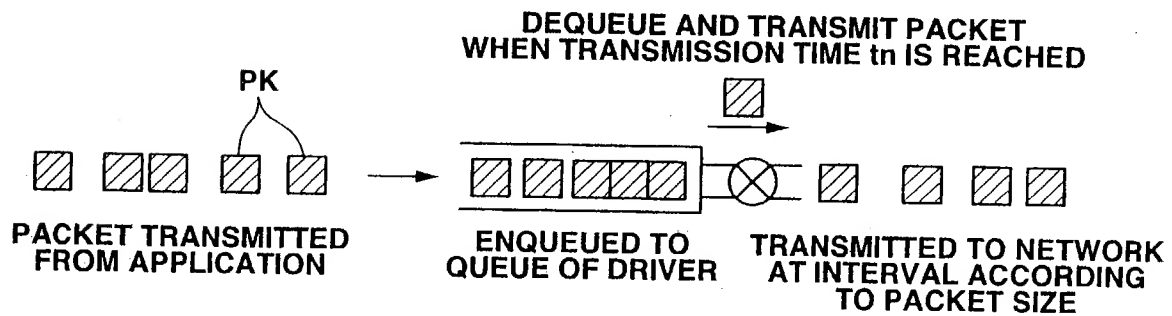 DEQUEUE AND TRANSMIT PACKET
WHEN TRANSMISSION TIME tn IS REACHED
PK
PACKET TRANSMITTED
FROM APPLICATION
ENQUEUED TO
QUEUE OF DRIVER
TRANSMITTED TO NETWORK
AT INTERVAL ACCORDING
TO PACKET SIZE